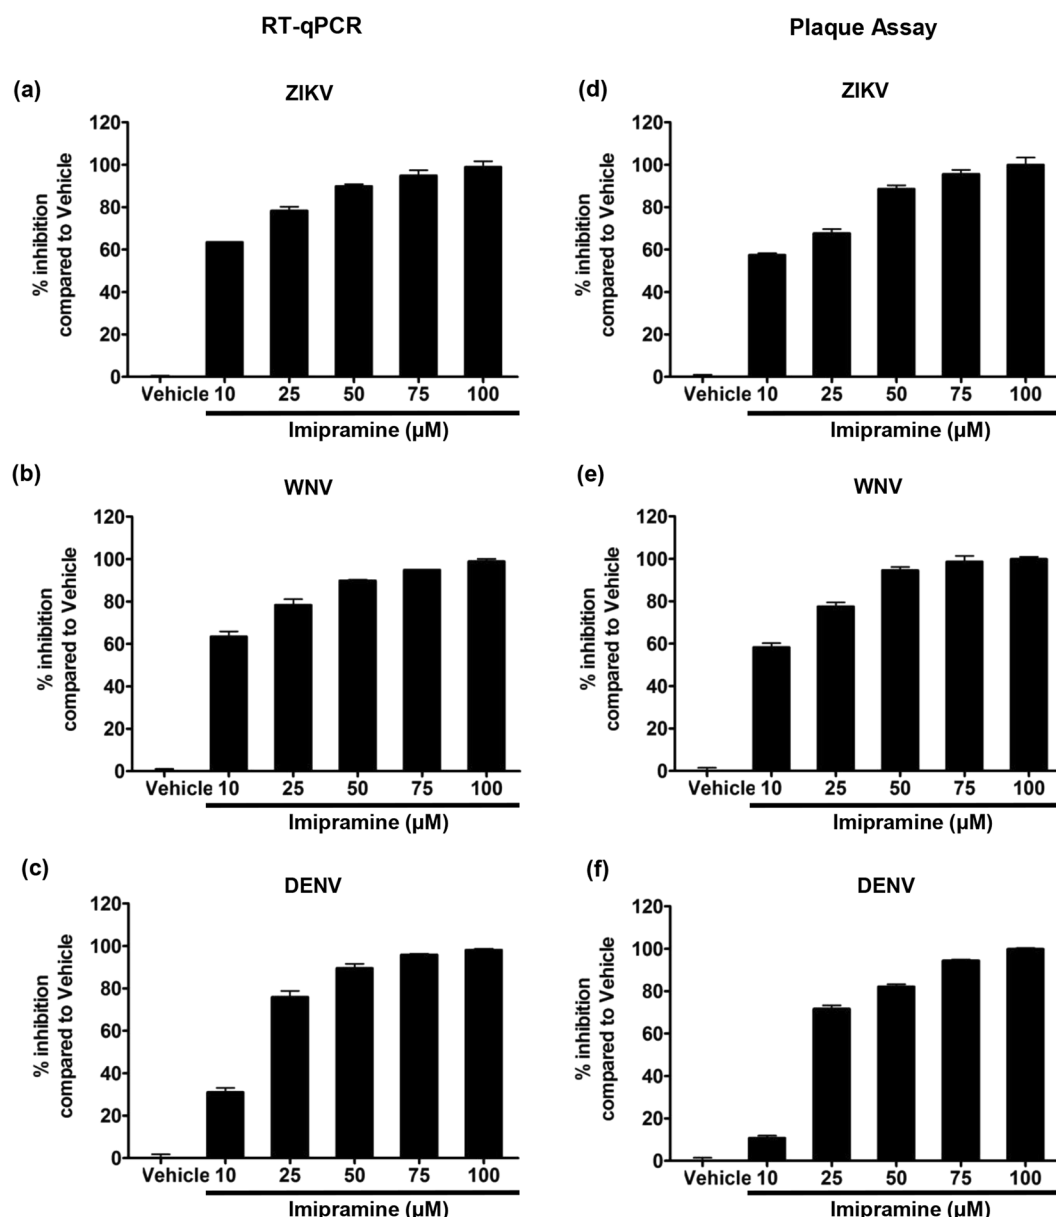 RT-qPCR
Plaque Assay
(a)
ZIKV
% inhibition
compared to Vehicle
120
100
80
60
40
20
0
Vehicle 10 25 50 75 100
Imipramine (µM)
(d)
ZIKV
% inhibition
compared to Vehicle
120
100
80
60
40
20
0
Vehicle 10 25 50 75 100
Imipramine (µM)
(b)
WNV
% inhibition
compared to Vehicle
120
100
80
60
40
20
0
Vehicle 10 25 50 75 100
Imipramine (µM)
(e)
WNV
% inhibition
compared to Vehicle
120
100
80
60
40
20
0
Vehicle 10 25 50 75 100
Imipramine (µM)
(c)
DENV
% inhibition
compared to Vehicle
120
100
80
60
40
20
0
Vehicle 10 25 50 75 100
Imipramine (µM)
(f)
DENV
% inhibition
compared to Vehicle
120
100
80
60
40
20
0
Vehicle 10 25 50 75 100
Imipramine (µM)